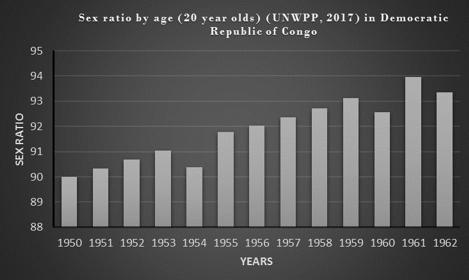 Sex ratio by age (20 year olds) (UNWPP, 2017) in Democratic
Republic of Congo
95
94
93
92
91
90
89
88
SEX RATIO
1950 1951 1952 1953 1954 1955 1956 1957 1958 1959 1960 1961 1962
YEARS